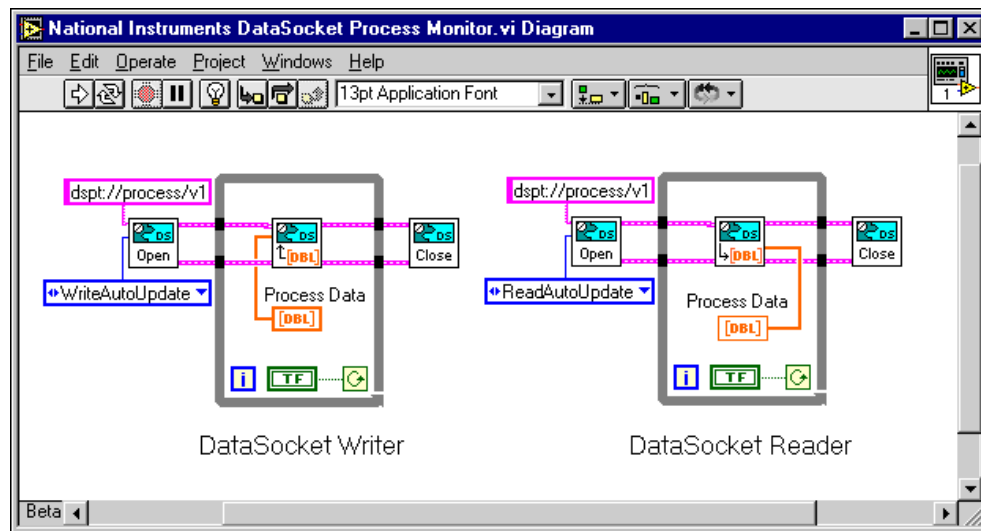 National Instruments DataSocket Process Monitor.vi Diagram
File Edit Operate Project Windows Help
13pt Application Font
1
dspt://process/v1
DS
Open
DS
[DBL]
DS
Close
WriteAutoUpdate
Process Data
[DBL]
i
TF
DataSocket Writer
dspt://process/v1
DS
Open
DS
[DBL]
DS
Close
ReadAutoUpdate
Process Data
[DBL]
i
TF
DataSocket Reader
Beta